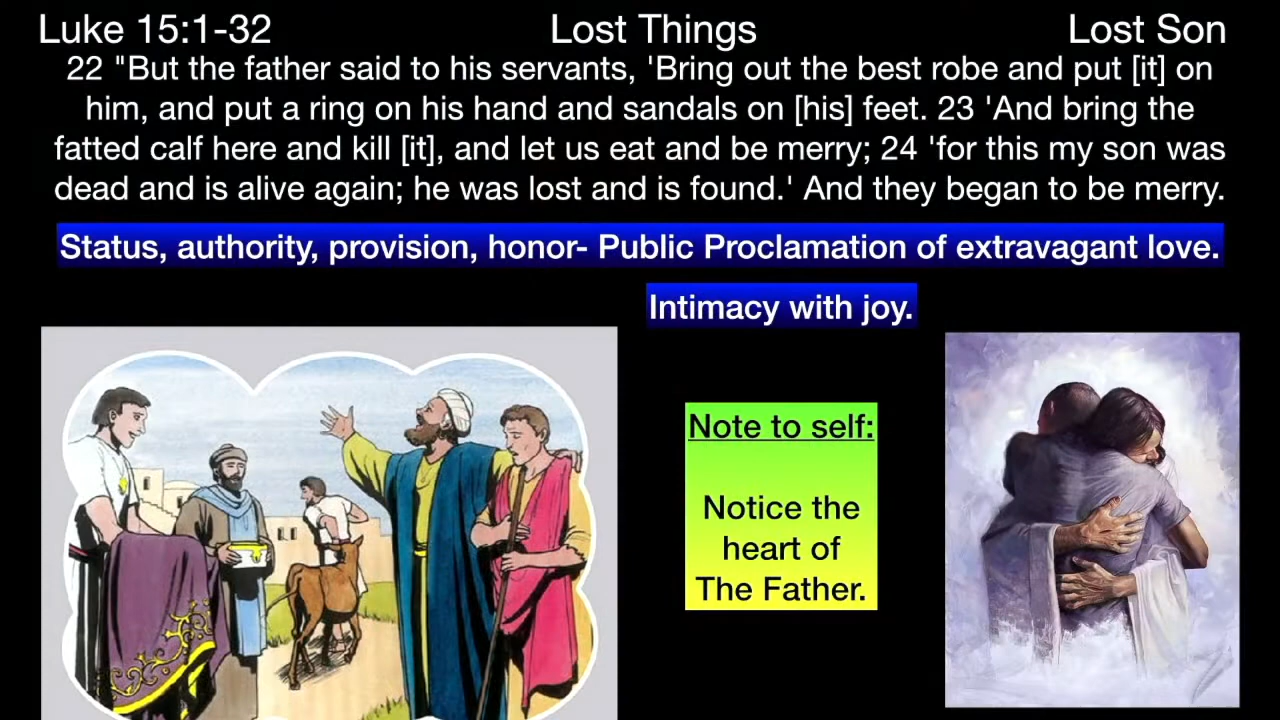 Luke 15:1-32 Lost Things Lost Son
22 "But the father said to his servants, 'Bring out the best robe and put [it] on
him, and put a ring on his hand and sandals on [his] feet. 23 'And bring the
fatted calf here and kill [it], and let us eat and be merry; 24 'for this my son was
dead and is alive again; he was lost and is found.' And they began to be merry.
Status, authority, provision, honor- Public Proclamation of extravagant love.
Intimacy with joy.
Note to self:
Notice the
heart of
The Father.